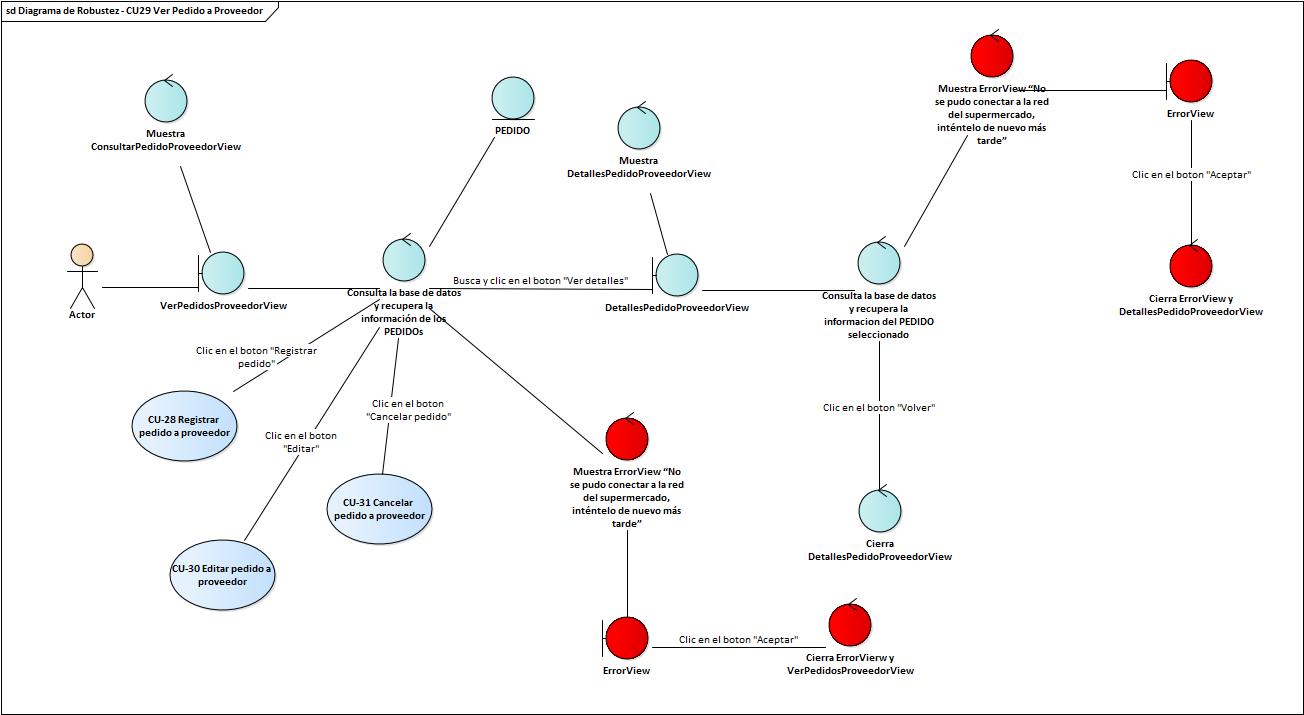 sd Diagrama de Robustez - CU29 Ver Pedido a Proveedor
Muestra
ConsultarPedidoProveedorView
PEDIDO
Muestra
DetallesPedidoProveedorView
Muestra ErrorView “No
se pudo conectar a la red
del supermercado,
inténtelo de nuevo más
tarde”
ErrorView
Clic en el boton "Aceptar"
Cierra ErrorView y
DetallesPedidoProveedorView
Actor
VerPedidosProveedorView
Consulta la base de datos
y recupera la
información de los
PEDIDOs
Busca y clic en el boton "Ver detalles"
DetallesPedidoProveedorView
Consulta la base de datos
y recupera la
informacion del PEDIDO
seleccionado
Clic en el boton "Registrar
pedido"
CU-28 Registrar
pedido a proveedor
Clic en el boton
"Editar"
CU-30 Editar pedido a
proveedor
Clic en el boton
"Cancelar pedido"
CU-31 Cancelar
pedido a proveedor
Clic en el boton "Volver"
Cierra
DetallesPedidoProveedorView
Muestra ErrorView “No
se pudo conectar a la red
del supermercado,
inténtelo de nuevo más
tarde”
ErrorView
Clic en el boton "Aceptar"
Cierra ErrorVierw y
VerPedidosProveedorView